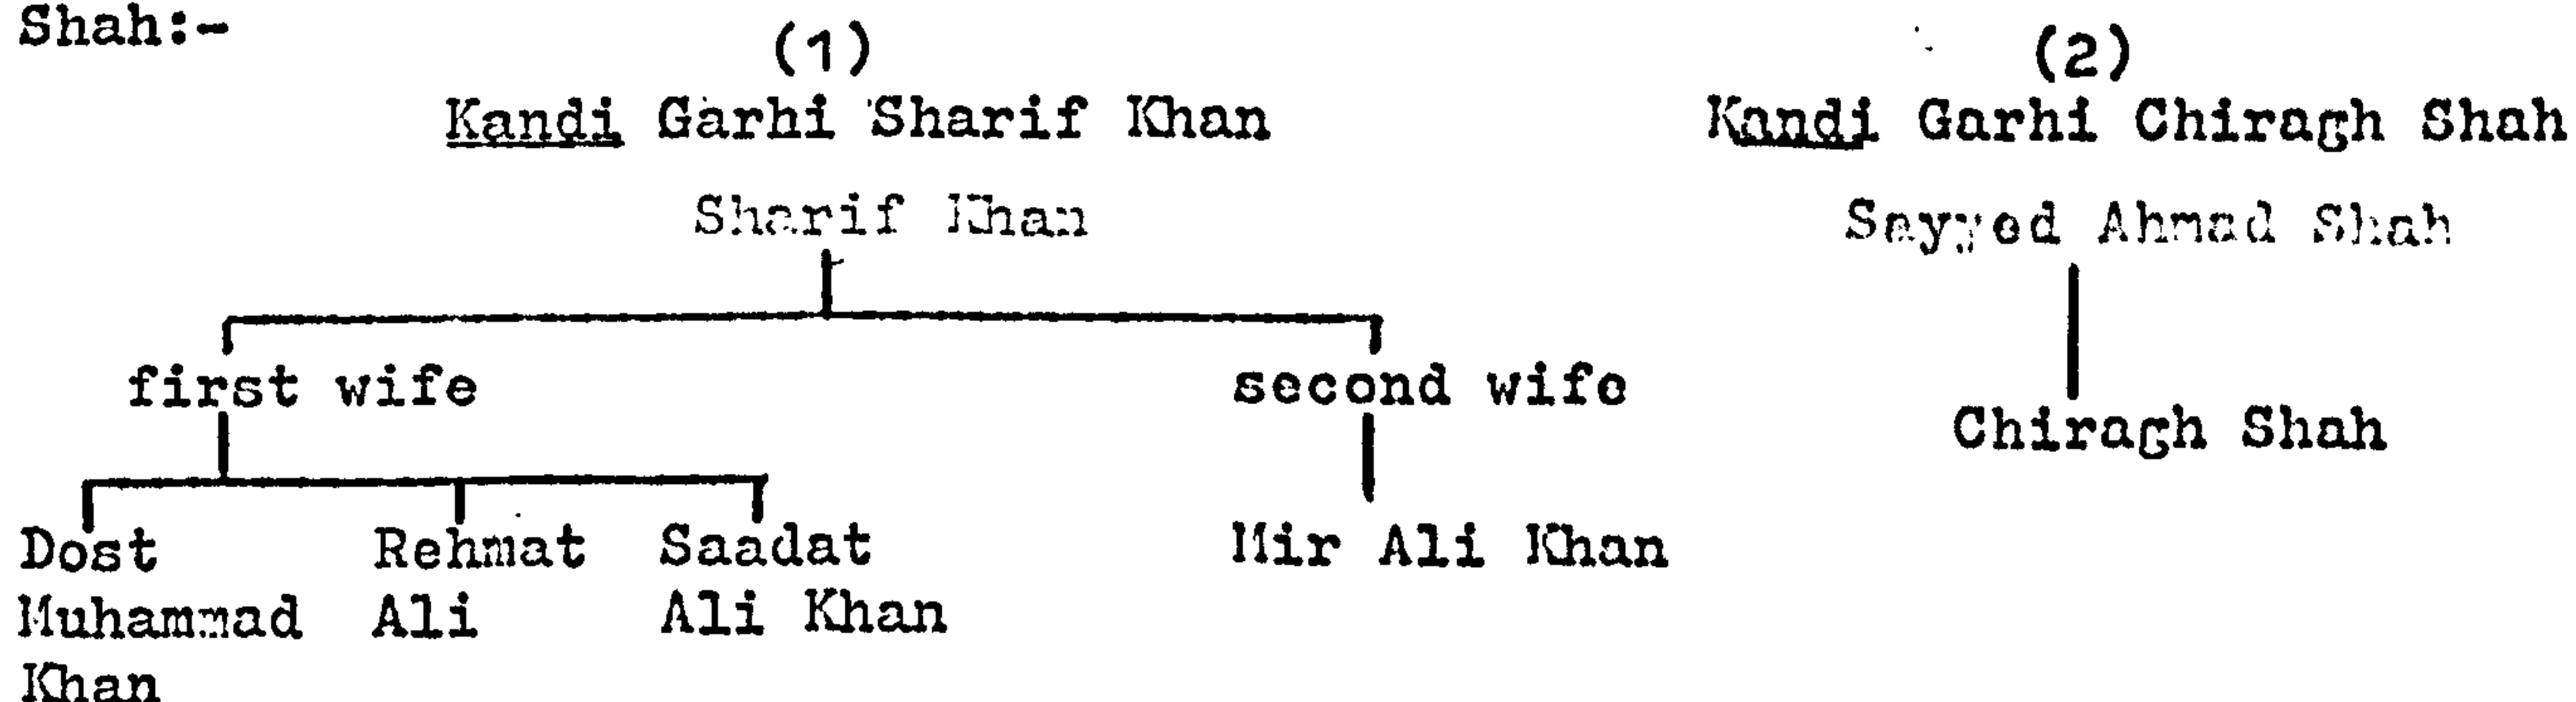 Shah:-
(1)
Kandi Garhi Sharif Khan
Sharif Khan
first wife
second wife
Dost Rehmat Saadat
Muhammad Ali Ali Khan
Khan
Mir Ali Khan
(2)
Kandi Garhi Chiragh Shah
Sayyed Ahmad Shah
Chiragh Shah